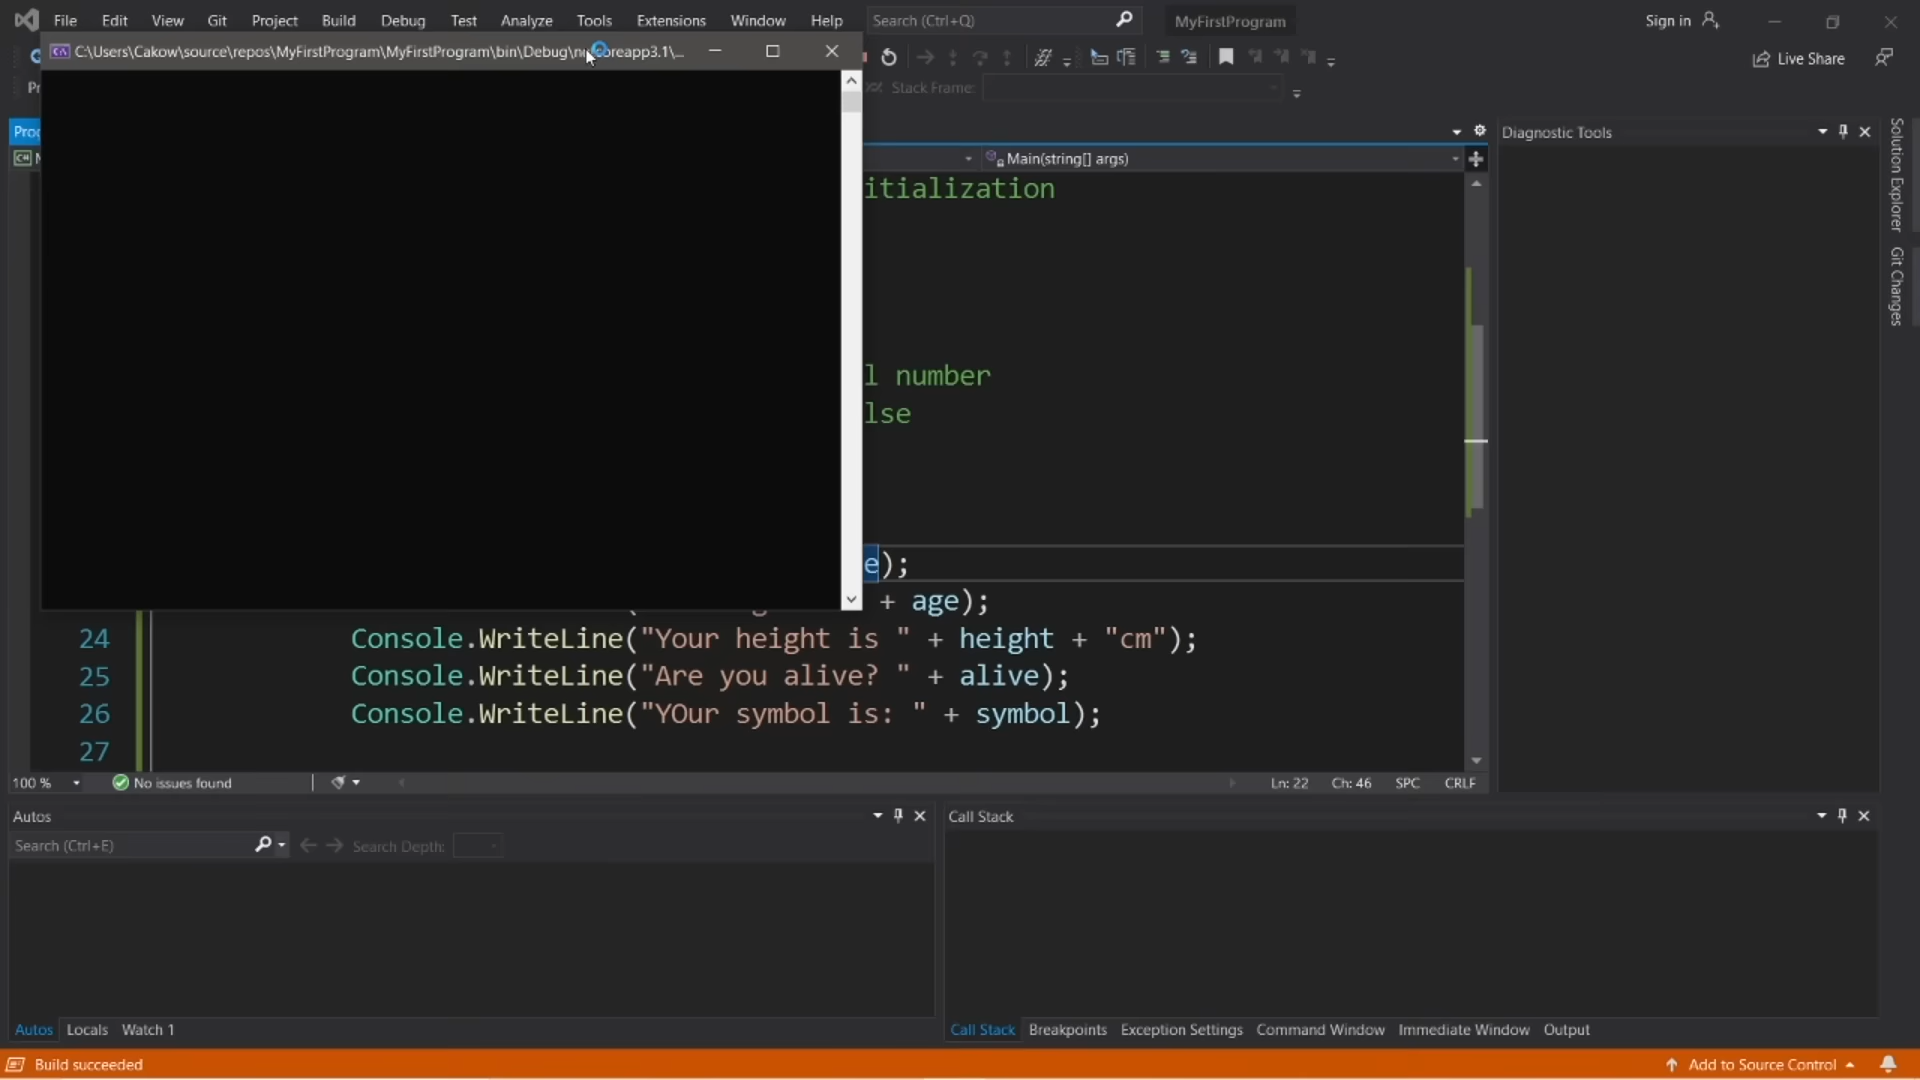 File Edit View Git Project Build Debug Test Analyze Tools Extensions Window Help Search (Ctrl+Q) MyFirstProgram Sign in
C:\Users\Cakow\source\repos\MyFirstProgram\MyFirstProgram\bin\Debug\netcoreapp3.1\...
Live Share
Stack Frame:
Diagnostic Tools
Main(string[] args)
Solution Explorer
Git Changes
itialization
l number
lse
e);
+ age);
24 Console.WriteLine("Your height is " + height + "cm");
25 Console.WriteLine("Are you alive? " + alive);
26 Console.WriteLine("YOur symbol is: " + symbol);
27
100 % No issues found Ln: 22 Ch: 46 SPC CRLF
Autos
Search (Ctrl+E) Search Depth:
Call Stack
Autos Locals Watch 1
Call Stack Breakpoints Exception Settings Command Window Immediate Window Output
Build succeeded Add to Source Control